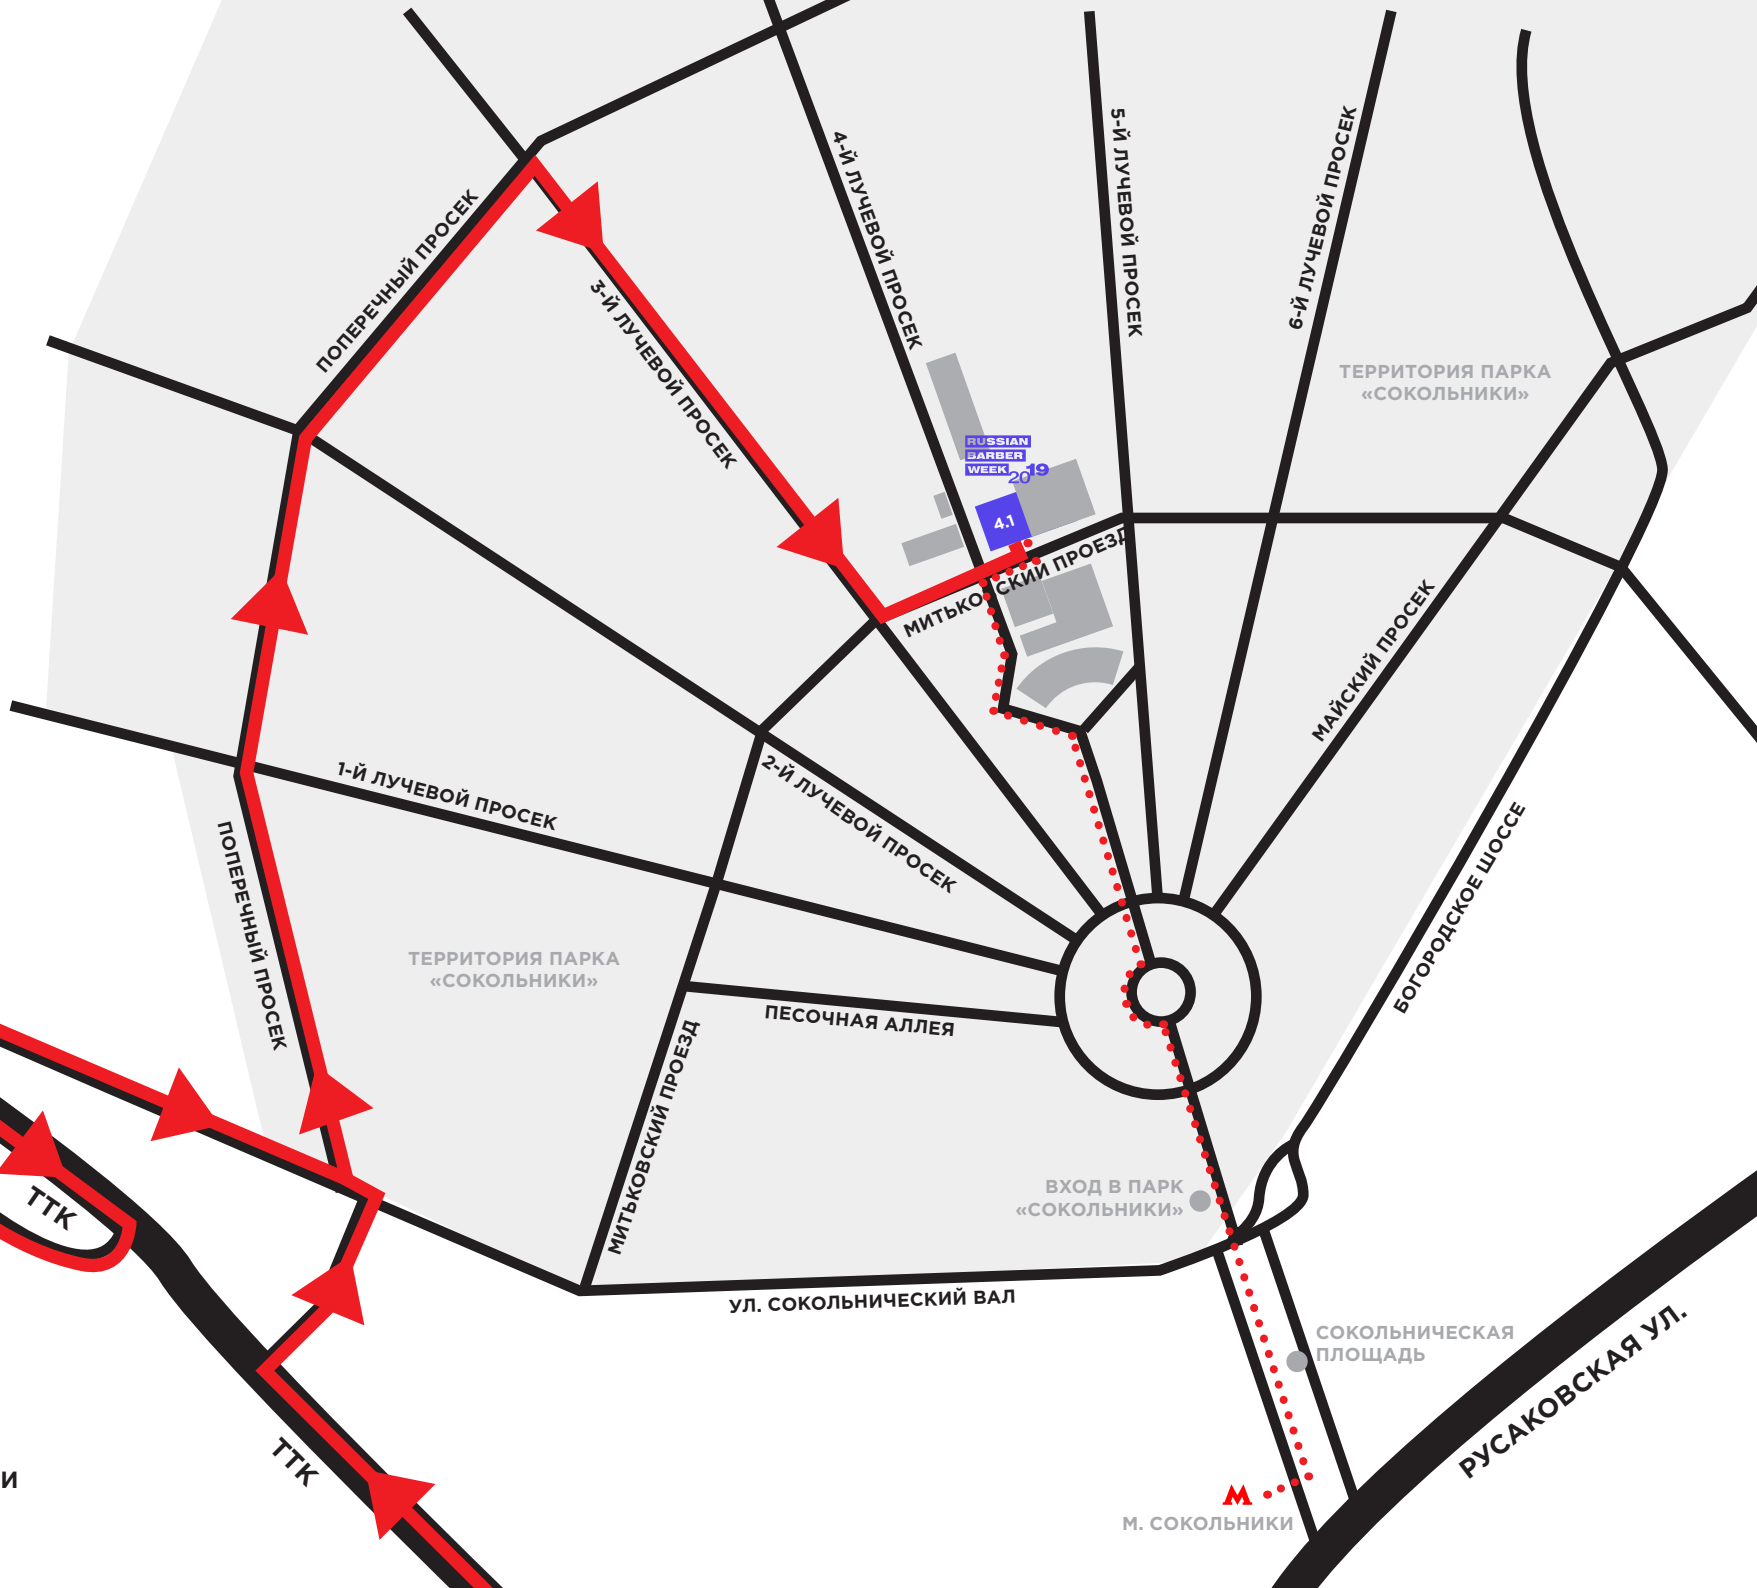 4-Й ЛУЧЕВОЙ ПРОСЕК
5-Й ЛУЧЕВОЙ ПРОСЕК
6-Й ЛУЧЕВОЙ ПРОСЕК
ПОПЕРЕЧНЫЙ ПРОСЕК
3-Й ЛУЧЕВОЙ ПРОСЕК
ТЕРРИТОРИЯ ПАРКА
«СОКОЛЬНИКИ»
RUSSIAN
BARBER
WEEK 2019
4.1
МИТЬКОВСКИЙ ПРОЕЗД
МАЙСКИЙ ПРОСЕК
1-Й ЛУЧЕВОЙ ПРОСЕК
2-Й ЛУЧЕВОЙ ПРОСЕК
ПОПЕРЕЧНЫЙ ПРОСЕК
БОГОРОДСКОЕ ШОССЕ
ТЕРРИТОРИЯ ПАРКА
«СОКОЛЬНИКИ»
ПЕСОЧНАЯ АЛЛЕЯ
МИТЬКОВСКИЙ ПРОЕЗД
ТТК
ВХОД В ПАРК
«СОКОЛЬНИКИ»
УЛ. СОКОЛЬНИЧЕСКИЙ ВАЛ
СОКОЛЬНИЧЕСКАЯ
ПЛОЩАДЬ
РУСАКОВСКАЯ УЛ.
ТТК
И
М
М. СОКОЛЬНИКИ